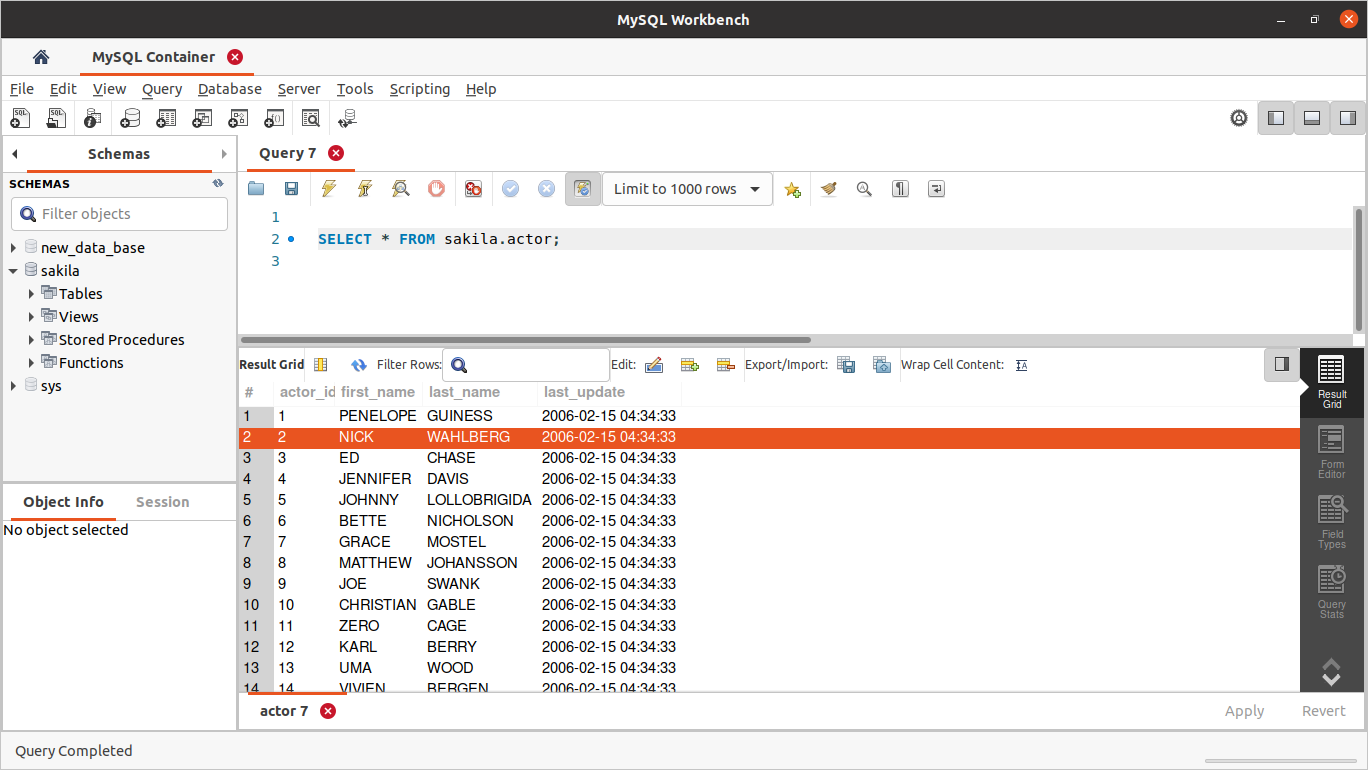 MySQL Workbench
MySQL Container
File Edit View Query Database Server Tools Scripting Help
Schemas
Query 7
SCHEMAS
Filter objects
Limit to 1000 rows
new_data_base
sakila
Tables
Views
Stored Procedures
Functions
sys
1
2 SELECT * FROM sakila.actor;
3
Result Grid Filter Rows: Edit: Export/Import: Wrap Cell Content:
# actor_id first_name last_name last_update
1 1 PENELOPE GUINESS 2006-02-15 04:34:33
2 2 NICK WAHLBERG 2006-02-15 04:34:33
3 3 ED CHASE 2006-02-15 04:34:33
4 4 JENNIFER DAVIS 2006-02-15 04:34:33
5 5 JOHNNY LOLLOBRIGIDA 2006-02-15 04:34:33
6 6 BETTE NICHOLSON 2006-02-15 04:34:33
7 7 GRACE MOSTEL 2006-02-15 04:34:33
8 8 MATTHEW JOHANSSON 2006-02-15 04:34:33
9 9 JOE SWANK 2006-02-15 04:34:33
10 10 CHRISTIAN GABLE 2006-02-15 04:34:33
11 11 ZERO CAGE 2006-02-15 04:34:33
12 12 KARL BERRY 2006-02-15 04:34:33
13 13 UMA WOOD 2006-02-15 04:34:33
14 14 VIVIEN BERGEN 2006-02-15 04:34:33
Result
Grid
Form
Editor
Field
Types
Query
Stats
Object Info Session
No object selected
actor 7
Apply Revert
Query Completed